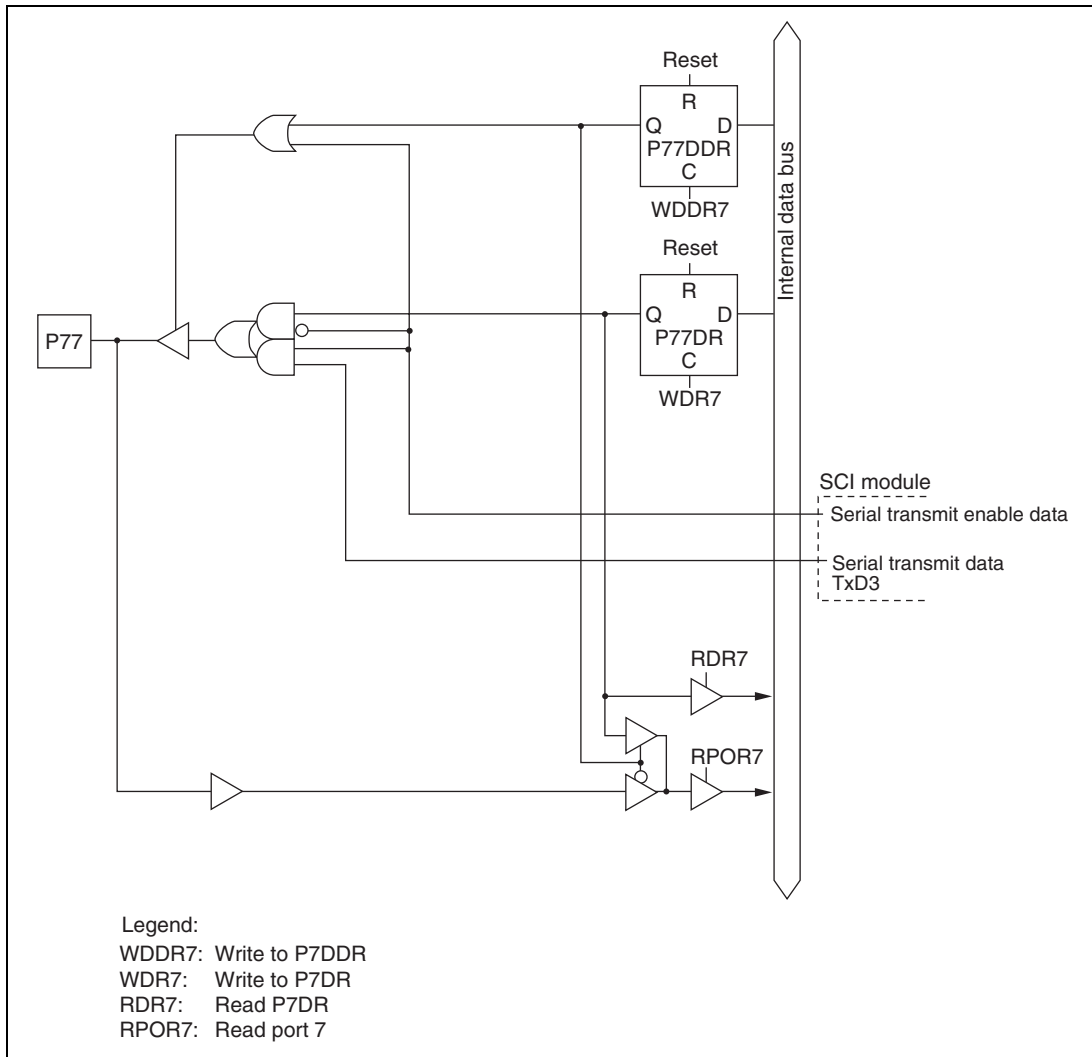 Reset
R
Q D
P77DDR
C
WDDR7
Internal data bus
Reset
R
Q D
P77DR
C
WDR7
P77
SCI module
Serial transmit enable data
Serial transmit data
TxD3
RDR7
RPOR7
Legend:
WDDR7: Write to P7DDR
WDR7: Write to P7DR
RDR7: Read P7DR
RPOR7: Read port 7